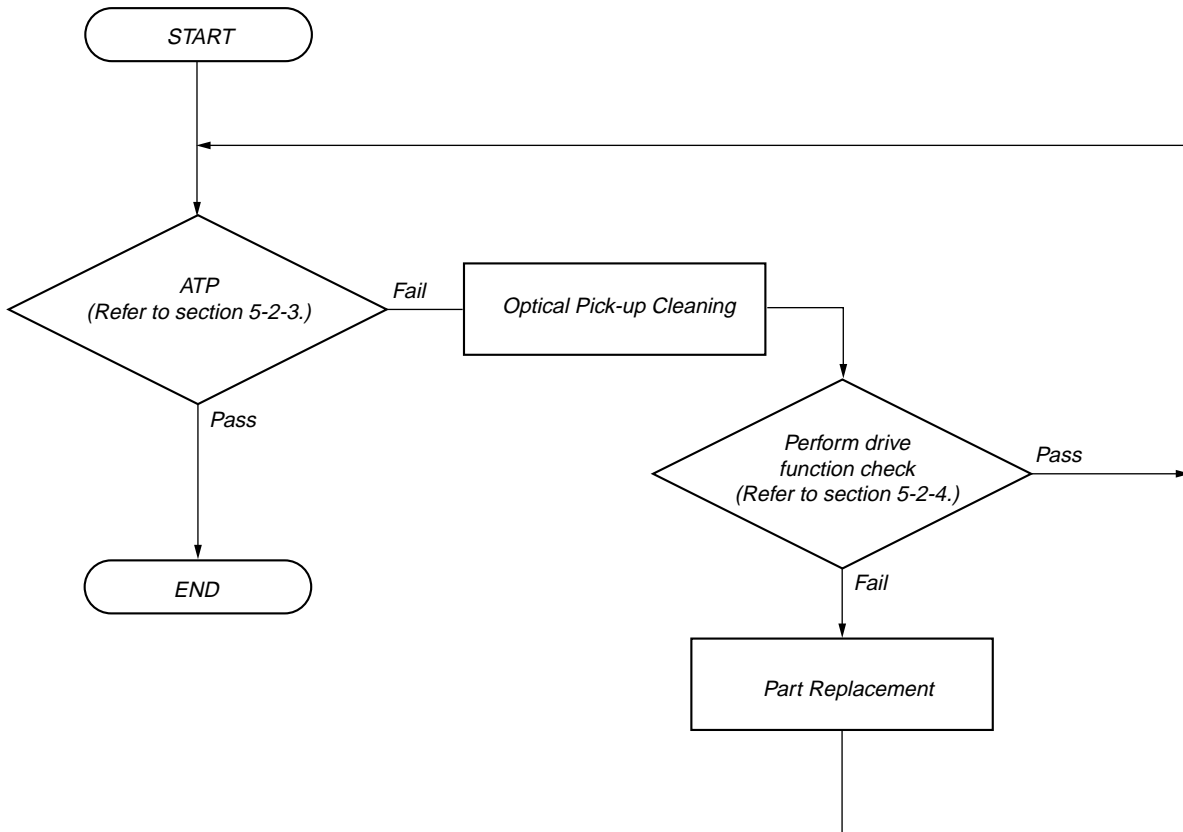 START
ATP
(Refer to section 5-2-3.)
Fail
Optical Pick-up Cleaning
Pass
Perform drive
function check
(Refer to section 5-2-4.)
Pass
END
Fail
Part Replacement